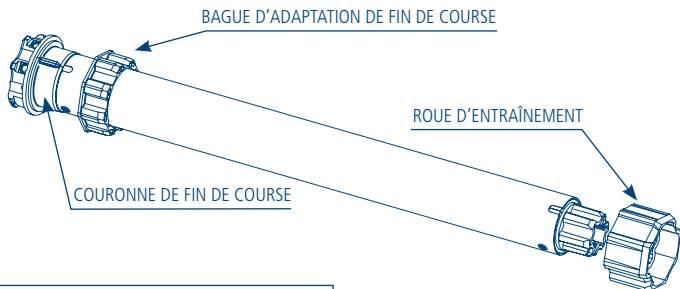 BAGUE D’ADAPTATION DE FIN DE COURSE
ROUE D’ENTRAÎNEMENT
COURONNE DE FIN DE COURSE